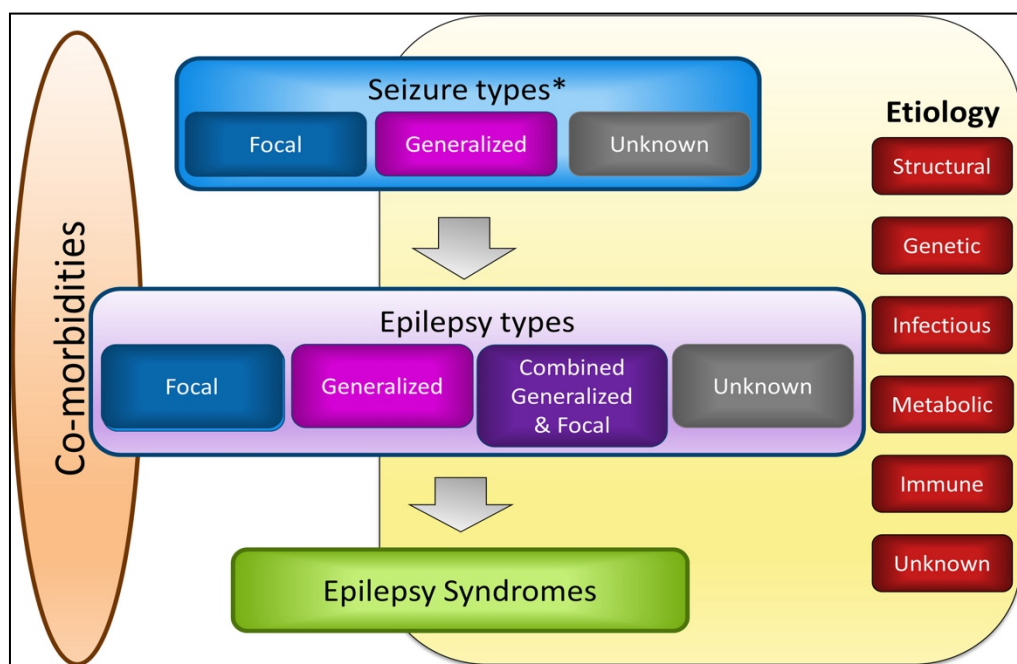 Co-morbidities
Seizure types*
Focal
Generalized
Unknown
Epilepsy types
Focal
Generalized
Combined
Generalized
& Focal
Unknown
Epilepsy Syndromes
Etiology
Structural
Genetic
Infectious
Metabolic
Immune
Unknown